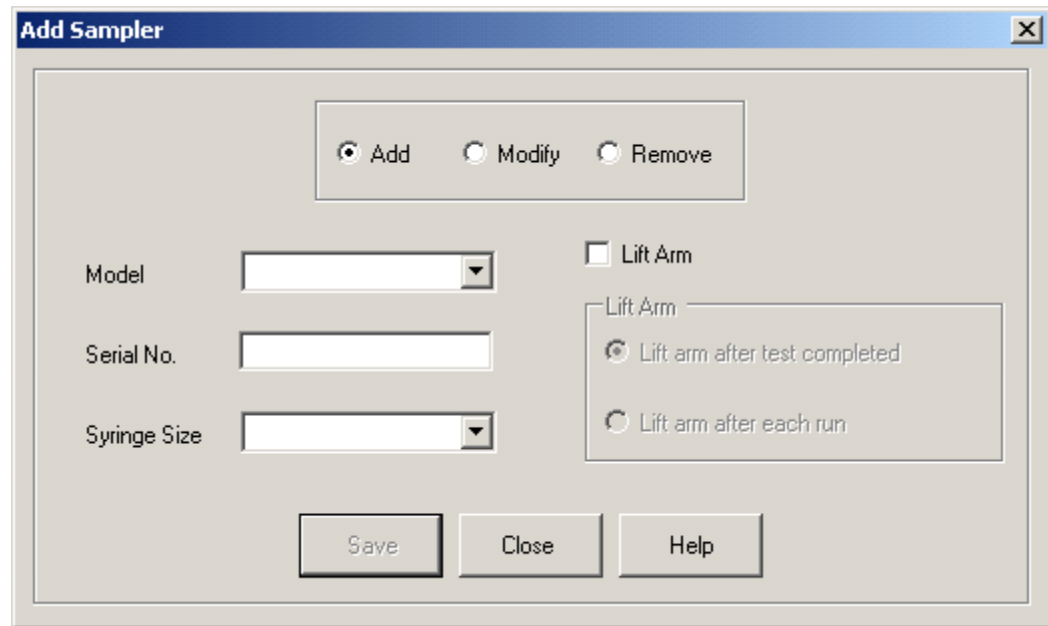 Add Sampler
Add Modify Remove
Model
Lift Arm
Lift Arm
Serial No.
Lift arm after test completed
Syringe Size
Lift arm after each run
Save Close Help